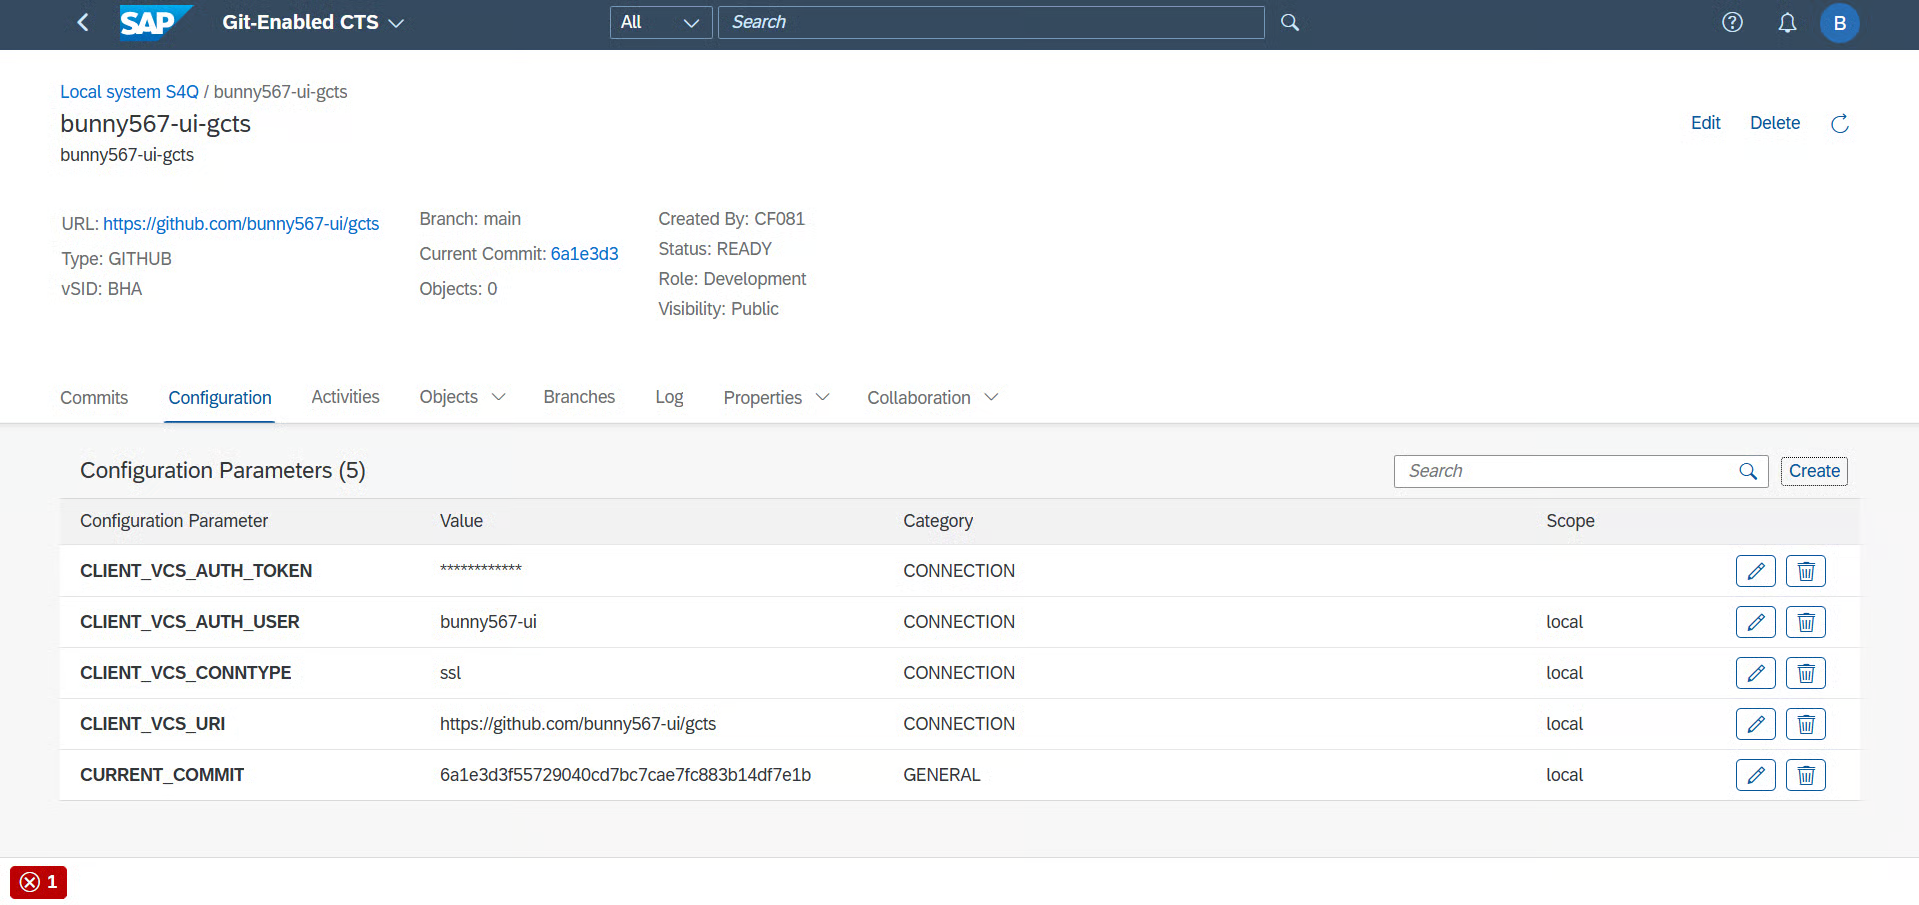 SAP Git-Enabled CTS All Search B
Local system S4Q / bunny567-ui-gcts
bunny567-ui-gcts
Edit Delete
bunny567-ui-gcts
URL: https://github.com/bunny567-ui/gcts
Type: GITHUB
vSID: BHA
Branch: main
Current Commit: 6a1e3d3
Objects: 0
Created By: CF081
Status: READY
Role: Development
Visibility: Public
Commits Configuration Activities Objects Branches Log Properties Collaboration
Configuration Parameters (5) Search Create
Configuration Parameter Value Category Scope
CLIENT_VCS_AUTH_TOKEN ************ CONNECTION
CLIENT_VCS_AUTH_USER bunny567-ui CONNECTION local
CLIENT_VCS_CONNTYPE ssl CONNECTION local
CLIENT_VCS_URI https://github.com/bunny567-ui/gcts CONNECTION local
CURRENT_COMMIT 6a1e3d3f55729040cd7bc7cae7fc883b14df7e1b GENERAL local
1